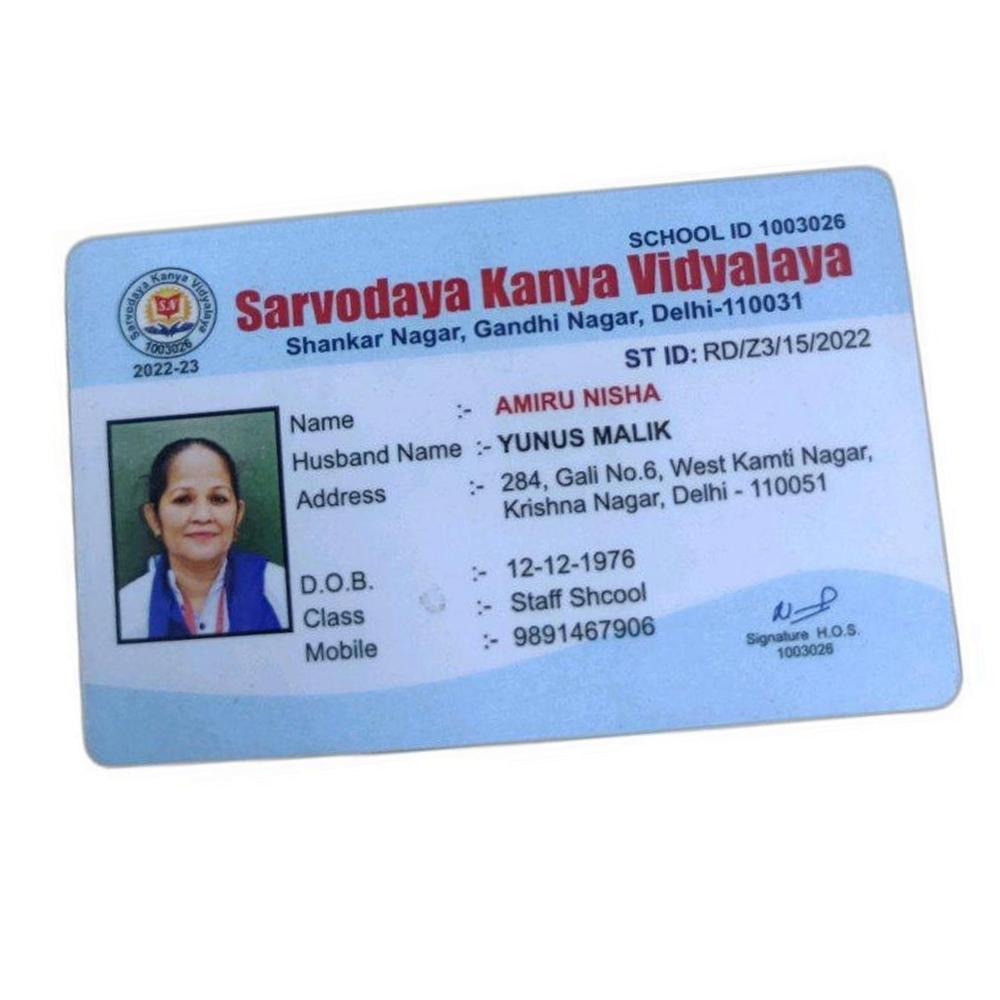 SCHOOL ID 1003026
Sarvodaya Kanya Vidyalaya
Shankar Nagar, Gandhi Nagar, Delhi-110031
Sarvodaya Kanya Vidyalaya
S.V
1003026
2022-23
ST ID: RD/Z3/15/2022
Name :- AMIRU NISHA
Husband Name :- YUNUS MALIK
Address :- 284, Gali No.6, West Kamti Nagar,
Krishna Nagar, Delhi - 110051
D.O.B. :- 12-12-1976
Class :- Staff Shcool
Mobile :- 9891467906
Signature H.O.S.
1003026